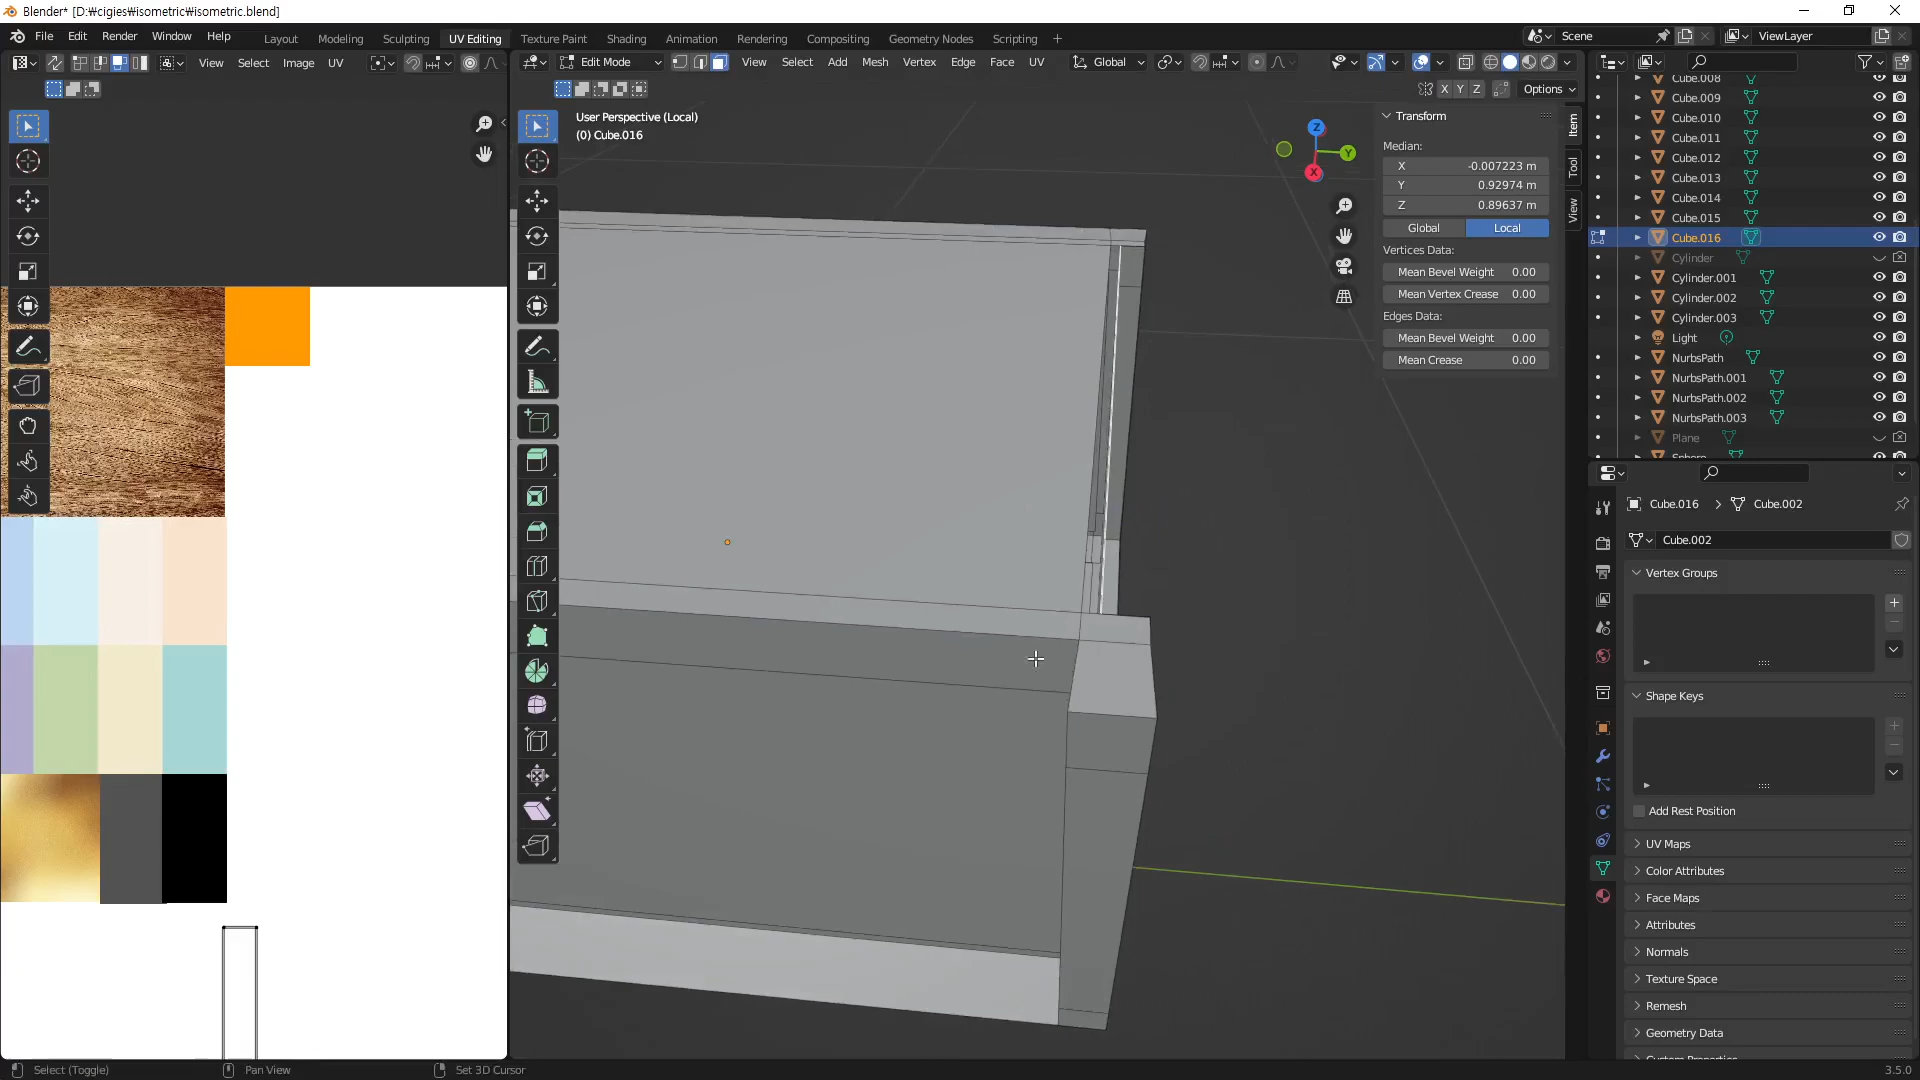 Blender* [D:₩cigies₩isometric₩isometric.blend]
File Edit Render Window Help Layout Modeling Sculpting UV Editing Texture Paint Shading Animation Rendering Compositing Geometry Nodes Scripting + Scene ViewLayer
View Select Image UV Edit Mode View Select Add Mesh Vertex Edge Face UV Global
X Y Z Options
User Perspective (Local)
(0) Cube.016
Z
Y
X
Transform
Median:
X -0.007223 m
Y 0.92974 m
Z 0.89637 m
Global Local
Vertices Data:
Mean Bevel Weight 0.00
Mean Vertex Crease 0.00
Edges Data:
Mean Bevel Weight 0.00
Mean Crease 0.00
Item
Tool
View
Cube.008
Cube.009
Cube.010
Cube.011
Cube.012
Cube.013
Cube.014
Cube.015
Cube.016
Cylinder
Cylinder.001
Cylinder.002
Cylinder.003
Light
NurbsPath
NurbsPath.001
NurbsPath.002
NurbsPath.003
Plane
Sphere
Cube.016 > Cube.002
Cube.002
Vertex Groups
Shape Keys
Add Rest Position
UV Maps
Color Attributes
Face Maps
Attributes
Normals
Texture Space
Remesh
Geometry Data
Custom Properties
Select (Toggle) Pan View Set 3D Cursor 3.5.0